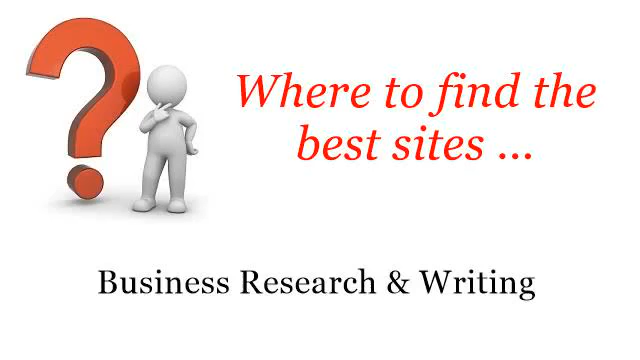 Where to find the
best sites ...
Business Research & Writing